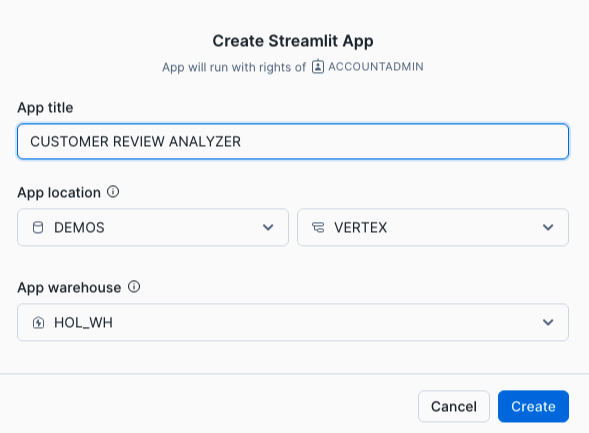 Create Streamlit App
App will run with rights of ACCOUNTADMIN
App title
CUSTOMER REVIEW ANALYZER
App location
DEMOS VERTEX
App warehouse
HOL_WH
Cancel Create